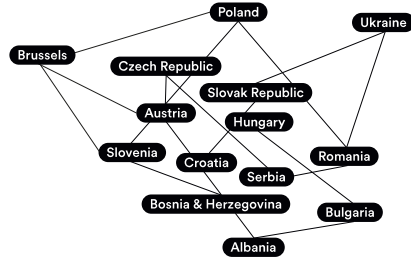 Poland
Ukraine
Brussels
Czech Republic
Slovak Republic
Austria
Hungary
Slovenia
Croatia
Romania
Serbia
Bosnia & Herzegovina
Bulgaria
Albania